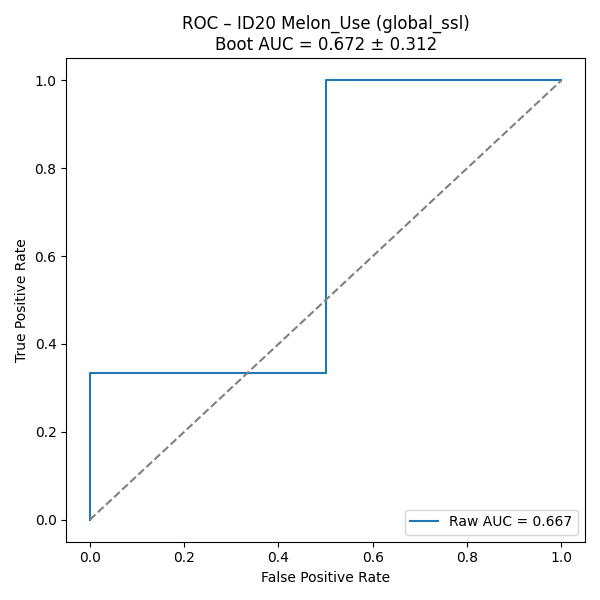 ROC – ID20 Melon_Use (global_ssl)
Boot AUC = 0.672 ± 0.312
True Positive Rate
1.0
0.8
0.6
0.4
0.2
0.0
0.0 0.2 0.4 0.6 0.8 1.0
False Positive Rate
Raw AUC = 0.667